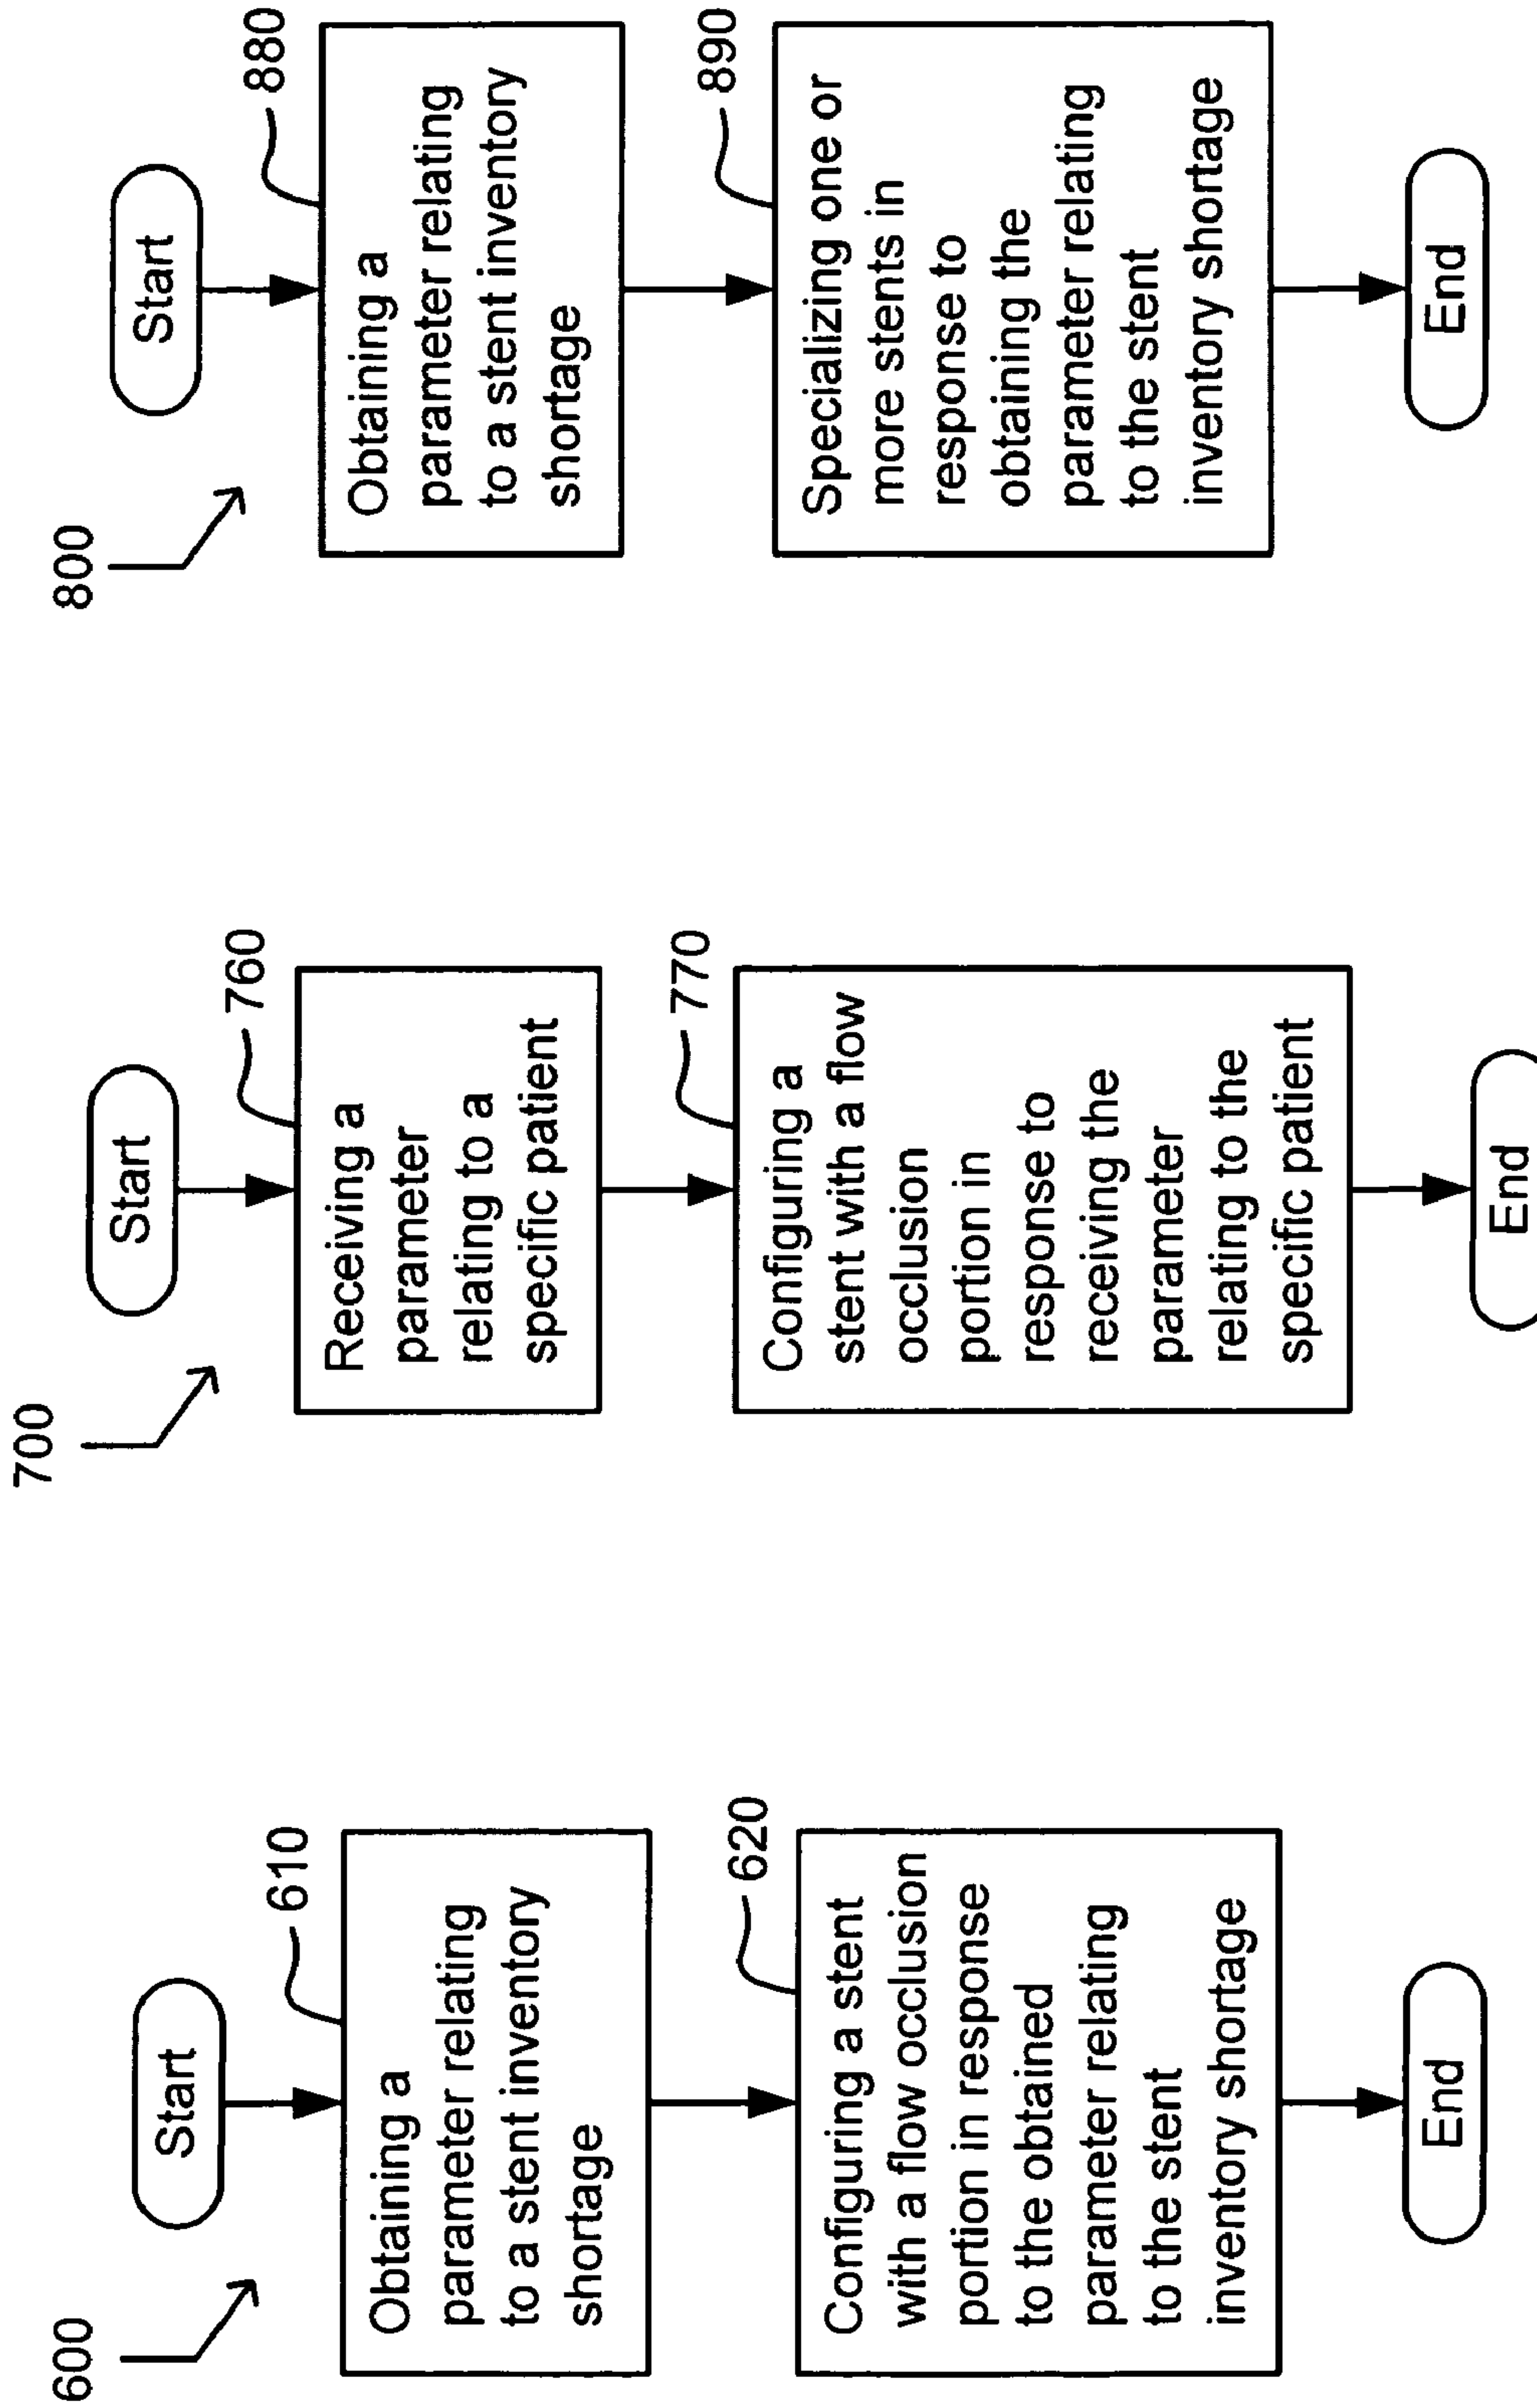 600
Start
610
Obtaining a
parameter relating
to a stent inventory
shortage
620
Configuring a stent
with a flow occlusion
portion in response
to the obtained
parameter relating
to the stent
inventory shortage
End
700
Start
760
Receiving a
parameter
relating to a
specific patient
770
Configuring a
stent with a flow
occlusion
portion in
response to
receiving the
parameter
relating to the
specific patient
End
800
Start
880
Obtaining a
parameter relating
to a stent inventory
shortage
890
Specializing one or
more stents in
response to
obtaining the
parameter relating
to the stent
inventory shortage
End